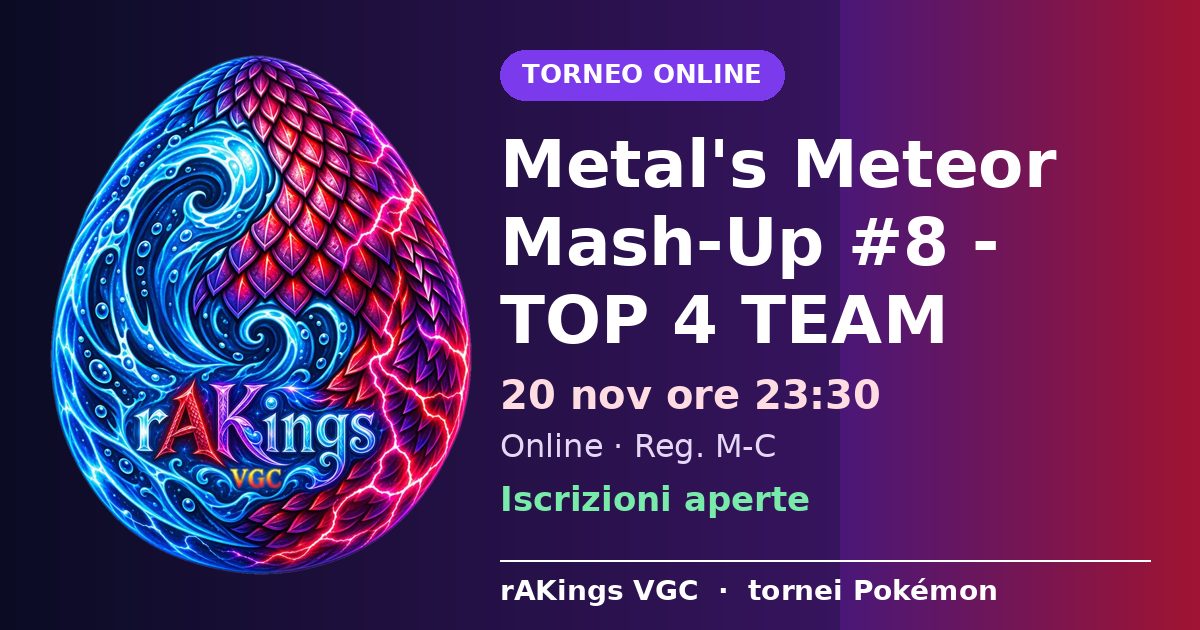 rAKings
VGC
TORNEO ONLINE
Metal's Meteor
Mash-Up #8 -
TOP 4 TEAM
20 nov ore 23:30
Online · Reg. M-C
Iscrizioni aperte
rAKings VGC · tornei Pokémon